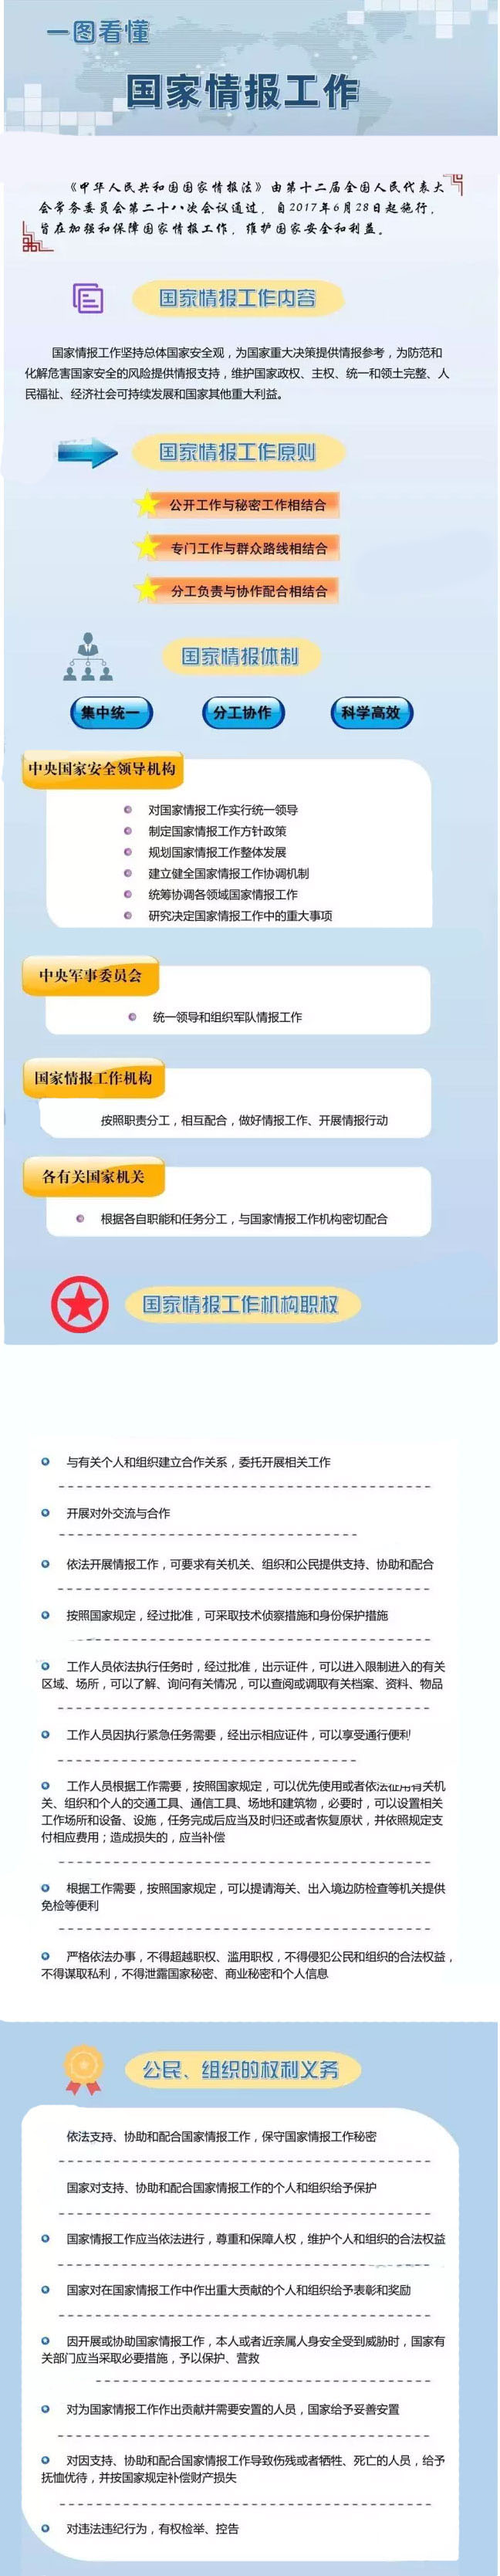 一图看懂
国家情报工作
《中华人民共和国国家情报法》由第十二届全国人民代表大
会常务委员会第二十八次会议通过，自2017年6月28日起施行，
旨在加强和保障国家情报工作，维护国家安全和利益。
国家情报工作内容
国家情报工作坚持总体国家安全观，为国家重大决策提供情报参考，为防范和
化解危害国家安全的风险提供情报支持，维护国家政权、主权、统一和领土完整、人
民福祉、经济社会可持续发展和国家其他重大利益。
国家情报工作原则
公开工作与秘密工作相结合
专门工作与群众路线相结合
分工负责与协作配合相结合
国家情报体制
集中统一 分工协作 科学高效
中央国家安全领导机构
对国家情报工作实行统一领导
制定国家情报工作方针政策
规划国家情报工作整体发展
建立健全国家情报工作协调机制
统筹协调各领域国家情报工作
研究决定国家情报工作中的重大事项
中央军事委员会
统一领导和组织军队情报工作
国家情报工作机构
按照职责分工，相互配合，做好情报工作、开展情报行动
各有关国家机关
根据各自职能和任务分工，与国家情报工作机构密切配合
国家情报工作机构职权
与有关个人和组织建立合作关系，委托开展相关工作
开展对外交流与合作
依法开展情报工作，可要求有关机关、组织和公民提供支持、协助和配合
按照国家规定，经过批准，可采取技术侦察措施和身份保护措施
工作人员依法执行任务时，经过批准，出示证件，可以进入限制进入的有关
区域、场所，可以了解、询问有关情况，可以查阅或调取有关档案、资料、物品
工作人员因执行紧急任务需要，经出示相应证件，可以享受通行便利
工作人员根据工作需要，按照国家规定，可以优先使用或者依法征用有关机
关、组织和个人的交通工具、通信工具、场地和建筑物，必要时，可以设置相关
工作场所和设备、设施，任务完成后应当及时归还或者恢复原状，并依照规定支
付相应费用；造成损失的，应当补偿
根据工作需要，按照国家规定，可以提请海关、出入境边防检查等机关提供
免检等便利
严格依法办事，不得超越职权、滥用职权，不得侵犯公民和组织的合法权益，
不得谋取私利，不得泄露国家秘密、商业秘密和个人信息
公民、组织的权利义务
依法支持、协助和配合国家情报工作，保守国家情报工作秘密
国家对支持、协助和配合国家情报工作的个人和组织给予保护
国家情报工作应当依法进行，尊重和保障人权，维护个人和组织的合法权益
国家对在国家情报工作中作出重大贡献的个人和组织给予表彰和奖励
因开展或协助国家情报工作，本人或者近亲属人身安全受到威胁时，国家有
关部门应当采取必要措施，予以保护、营救
对为国家情报工作作出贡献并需要安置的人员，国家给予妥善安置
对因支持、协助和配合国家情报工作导致伤残或者牺牲、死亡的人员，给予
抚恤优待，并按国家规定补偿财产损失
对违法违纪行为，有权检举、控告